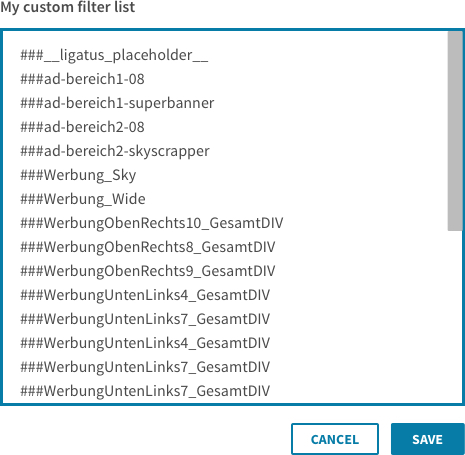 My custom filter list
###__ligatus_placeholder__
###ad-bereich1-08
###ad-bereich1-superbanner
###ad-bereich2-08
###ad-bereich2-skyscrapper
###Werbung_Sky
###Werbung_Wide
###WerbungObenRechts10_GesamtDIV
###WerbungObenRechts8_GesamtDIV
###WerbungObenRechts9_GesamtDIV
###WerbungUntenLinks4_GesamtDIV
###WerbungUntenLinks7_GesamtDIV
###WerbungUntenLinks4_GesamtDIV
###WerbungUntenLinks7_GesamtDIV
###WerbungUntenLinks7_GesamtDIV
CANCEL
SAVE